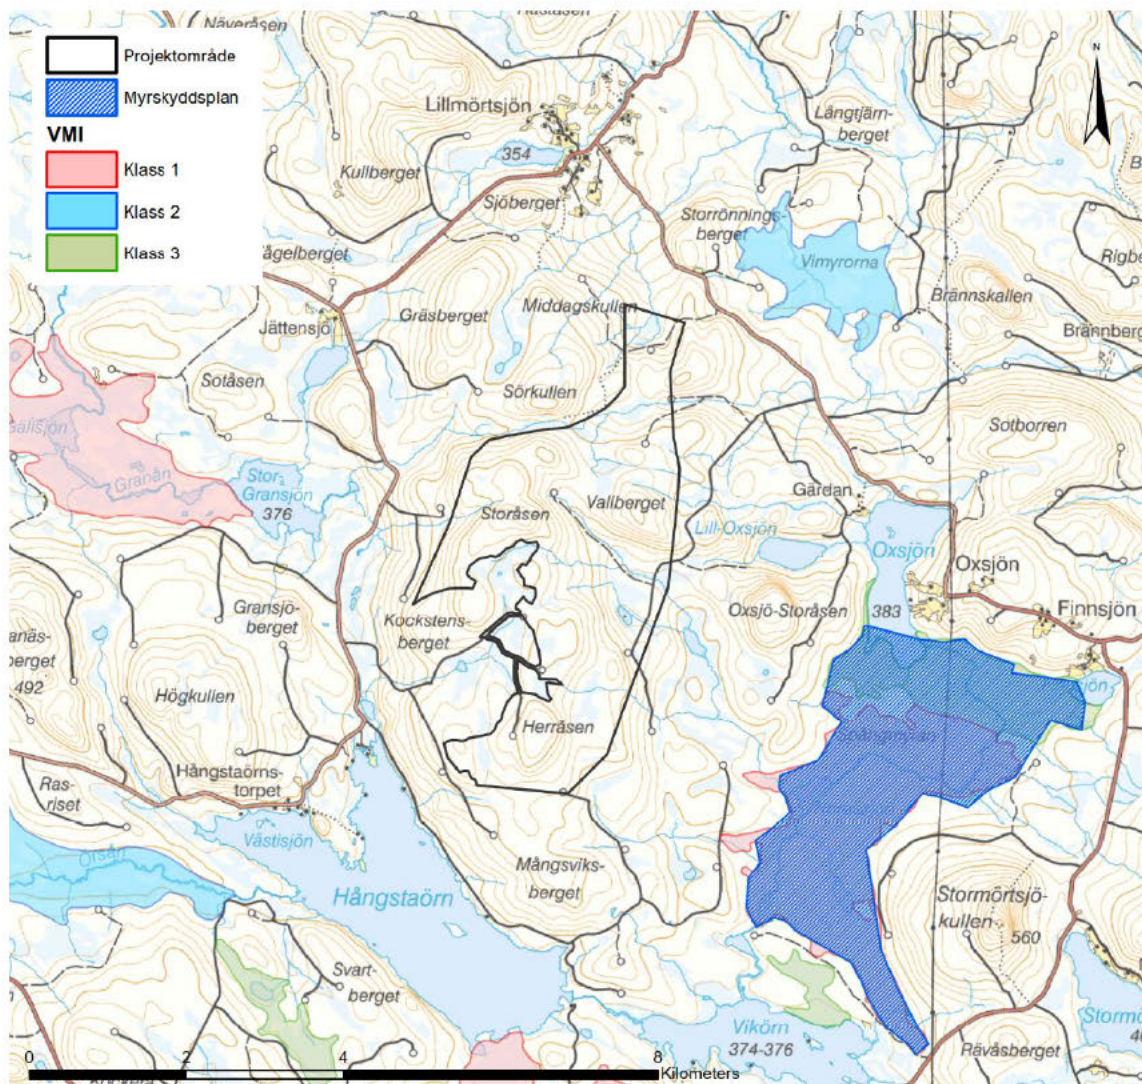 Näveråsen
Projektområde
Myrskyddsplan
VMI
Klass 1
Klass 2
Klass 3
N
Lillmörtsjön
Långtjärn-
berget
354
Kullberget
Sjöberget
Storrönnings-
berget
Vimyrorna
Rigbe
Brännskallen
Brännberg
Middagskullen
Gräsberget
Jättensjö
Sotåsen
Sörkullen
Sotborren
Granån
Stor-
Gransjön
376
Gärdan
Vallberget
Storåsen
Lill-Oxsjön
Oxsjön
Oxsjön
Finnsjön
383
Oxsjö-Storåsen
Kockstens-
berget
Gransjö-
berget
492
Högkullen
Herråsen
Hångstaörns-
torpet
Ras-
riset
Västisjön
Mångsviks-
berget
Hångstaörn
Stormörtsjö-
kullen
560
Svart-
berget
Vikörn
374-376
Rävåsberget
0
2
4
8
Kilometers